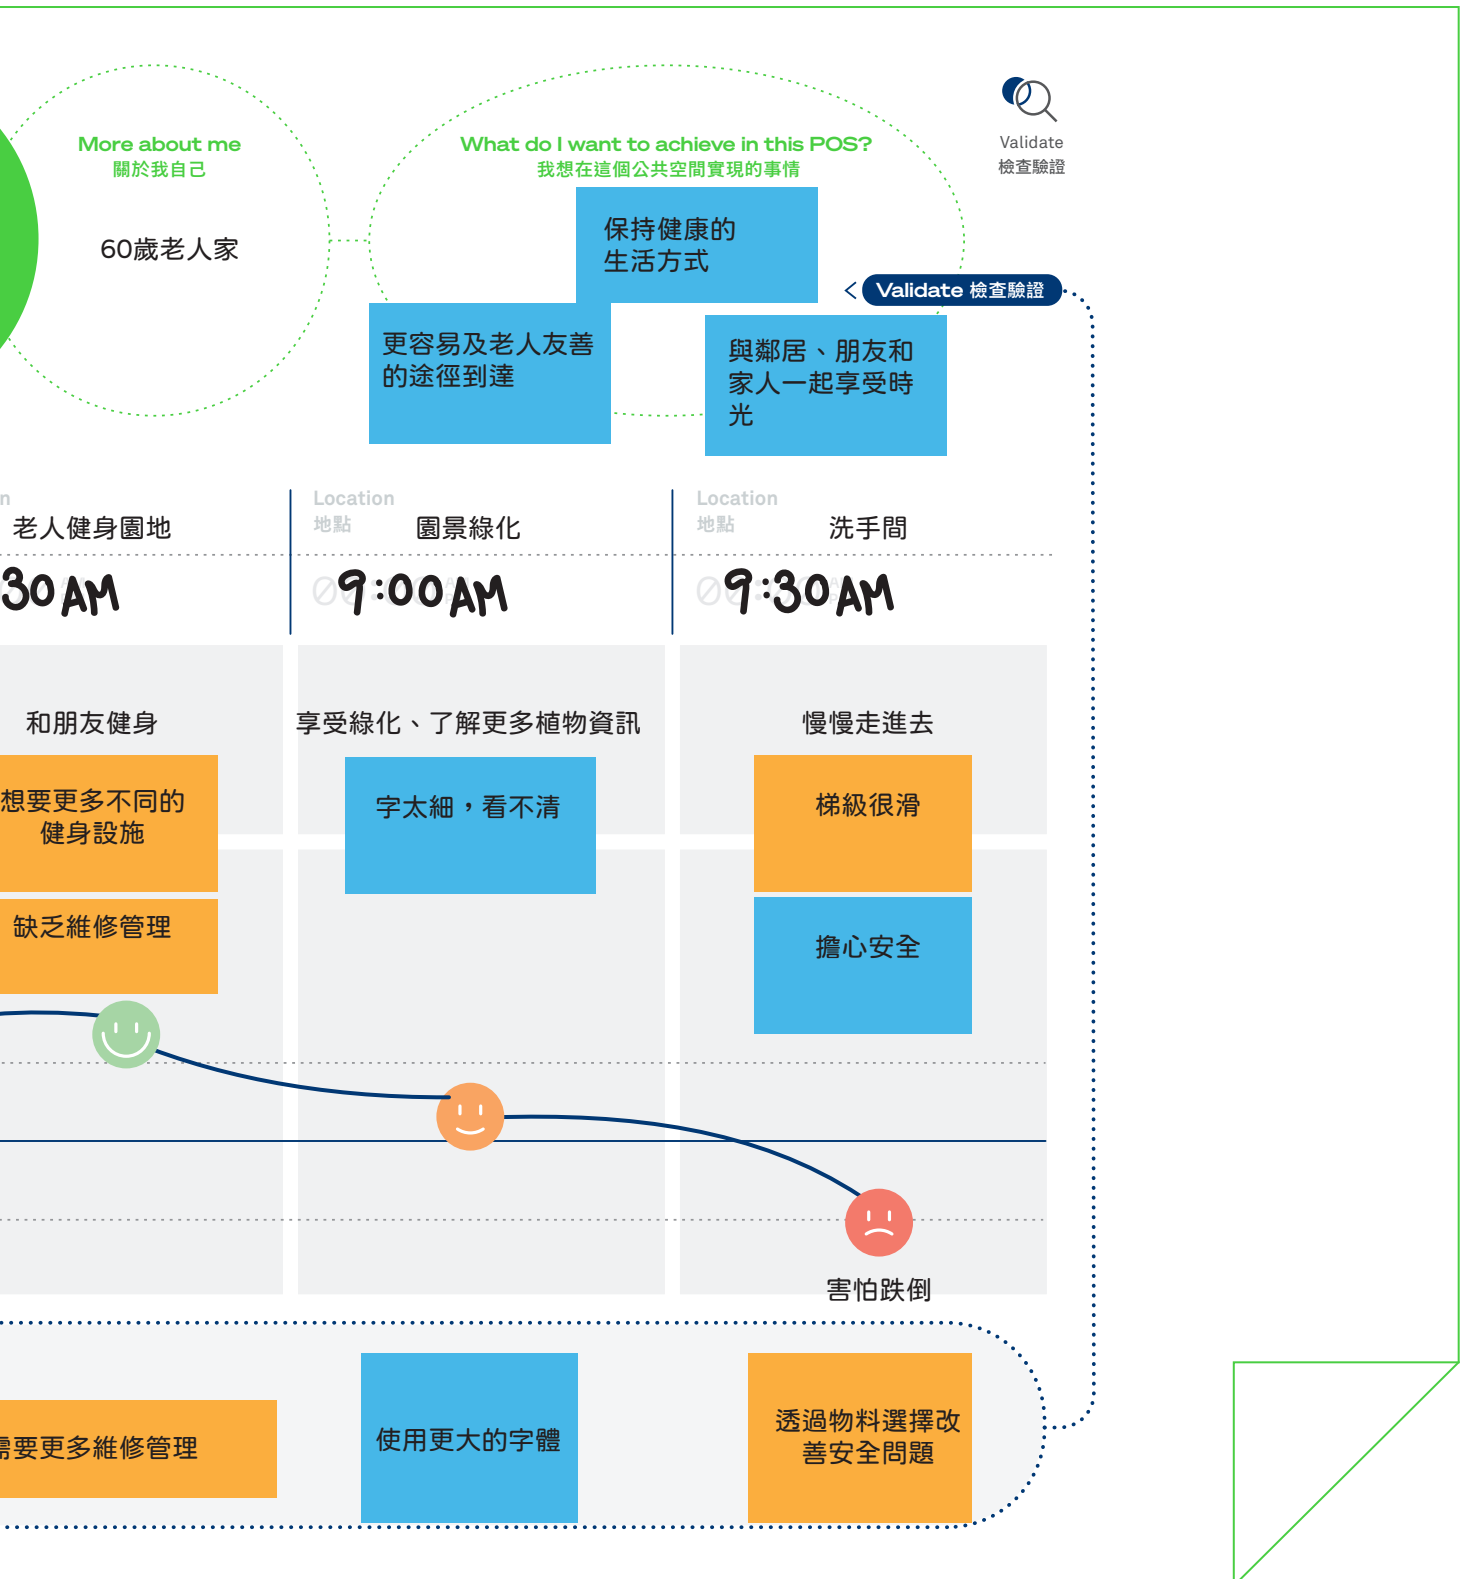 More about me
關於我自己
60歲老人家
What do I want to achieve in this POS?
我想在這個公共空間實現的事情
保持健康的
生活方式
更容易及老人友善
的途徑到達
與鄰居、朋友和
家人一起享受時
光
Validate
檢查驗證
Validate 檢查驗證
老人健身園地
30 AM
Location
地點
園景綠化
9:00 AM
Location
地點
洗手間
9:30 AM
和朋友健身
想要更多不同的
健身設施
缺乏維修管理
享受綠化、了解更多植物資訊
字太細，看不清
慢慢走進去
梯級很滑
擔心安全
害怕跌倒
需要更多維修管理
使用更大的字體
透過物料選擇改
善安全問題